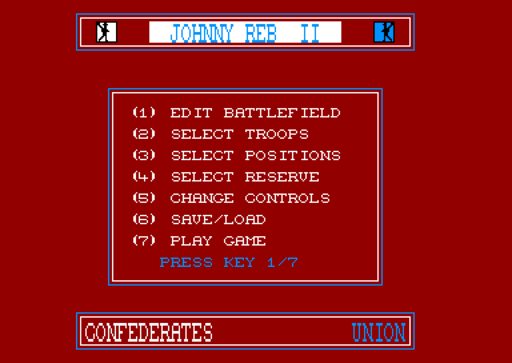 JOHNNY REB II
(1) EDIT BATTLEFIELD
(2) SELECT TROOPS
(3) SELECT POSITIONS
(4) SELECT RESERVE
(5) CHANGE CONTROLS
(6) SAVE/LOAD
(7) PLAY GAME
PRESS KEY 1/7
CONFEDERATES UNION